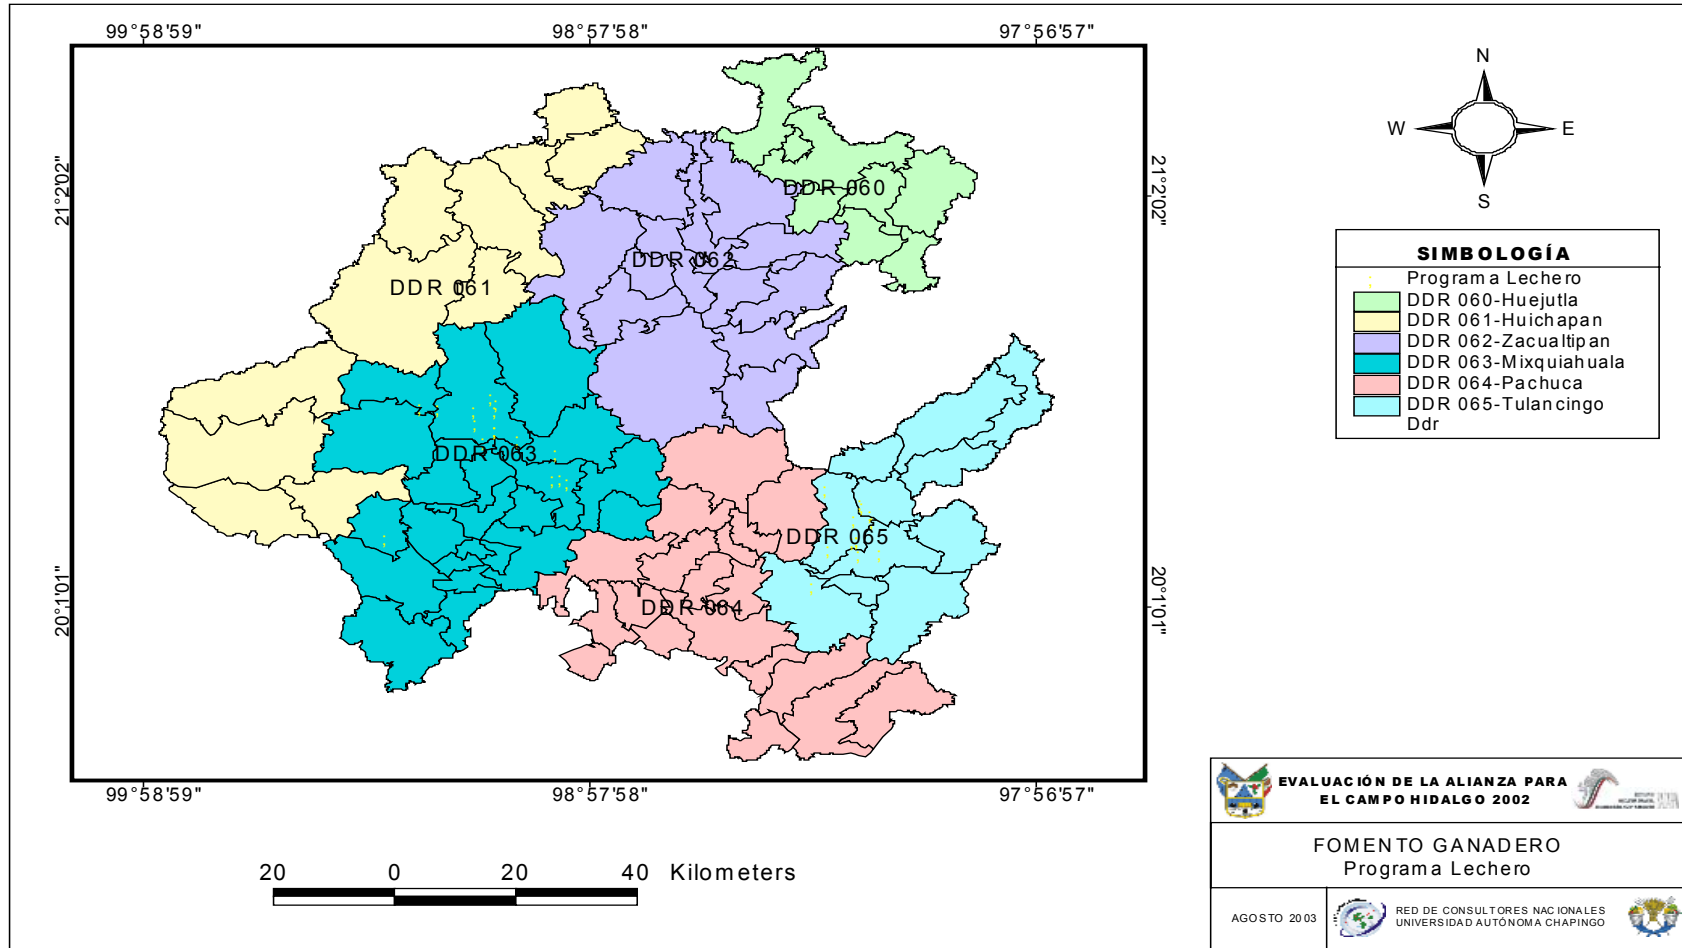 99°58'59"
98°57'58"
97°56'57"
N
W
E
S
21°2'02"
21°2'02"
DDR 060
DDR 062
DDR 061
DDR 063
DDR 065
DDR 064
20°1'01"
20°1'01"
99°58'59"
98°57'58"
97°56'57"
SIMBOLOGÍA
Programa Lechero
DDR 060-Huejutla
DDR 061-Huichapan
DDR 062-Zacualtipan
DDR 063-Mixquiahuala
DDR 064-Pachuca
DDR 065-Tulancingo
Ddr
20 0 20 40 Kilometers
EVALUACIÓN DE LA ALIANZA PARA
EL CAMPO HIDALGO 2002
FOMENTO GANADERO
Programa Lechero
AGOSTO 2003
RED DE CONSULTORES NACIONALES
UNIVERSIDAD AUTÓNOMA CHAPINGO